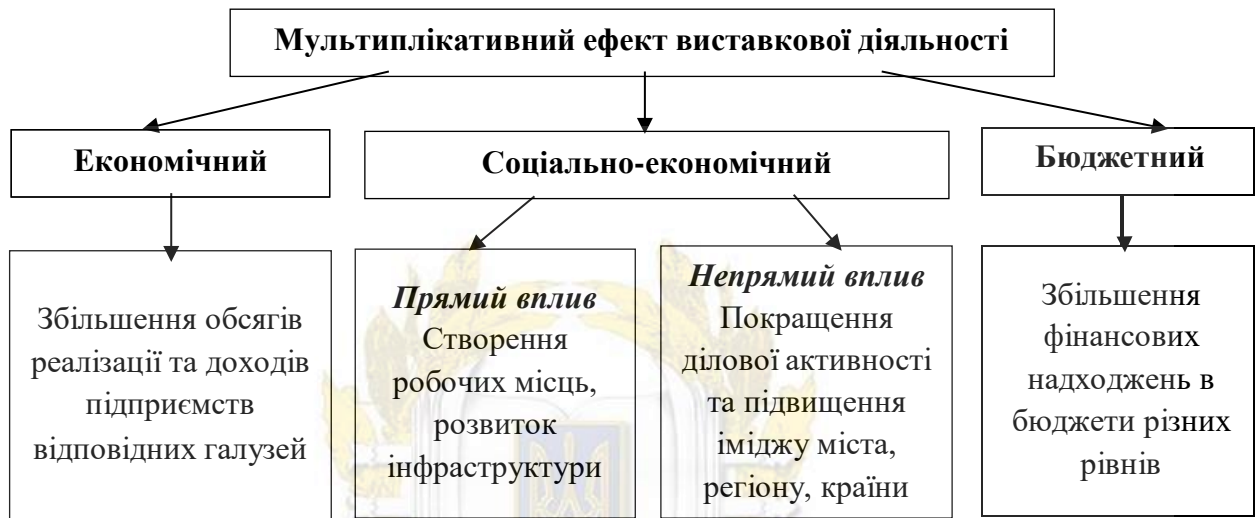 Мультиплікативний ефект виставкової діяльності
Економічний
Соціально-економічний
Бюджетний
Збільшення обсягів
реалізації та доходів
підприємств
відповідних галузей
Прямий вплив
Створення
робочих місць,
розвиток
інфраструктури
Непрямий вплив
Покращення
ділової активності
та підвищення
іміджу міста,
регіону, країни
Збільшення
фінансових
надходжень в
бюджети різних
рівнів